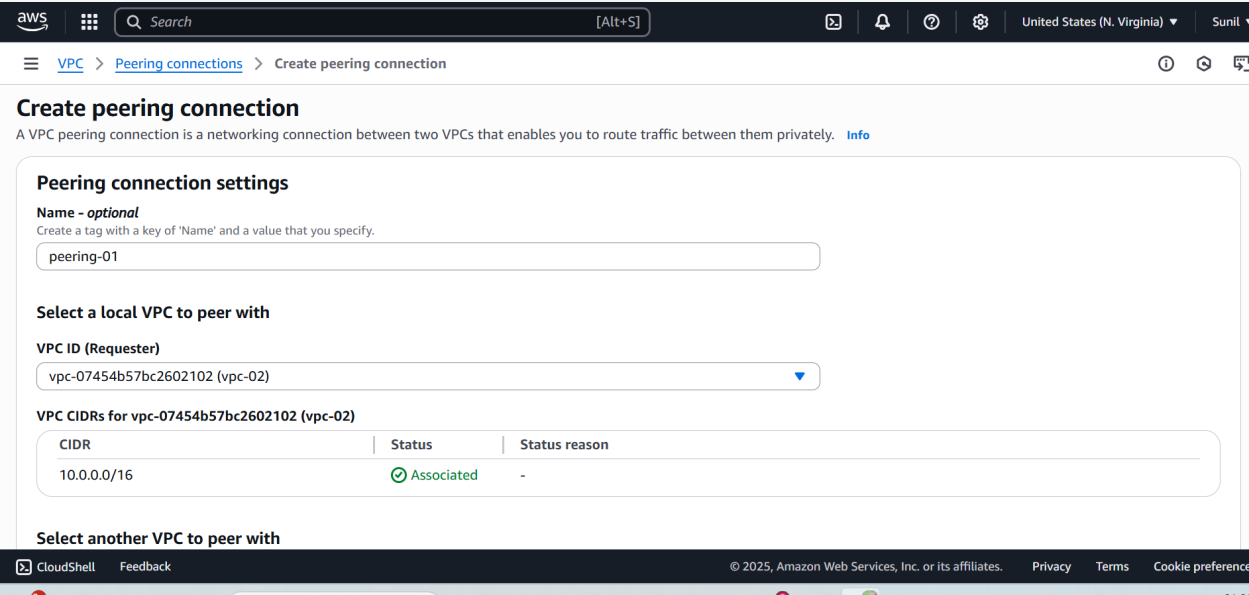 aws
Search [Alt+S] United States (N. Virginia) Sunil
VPC > Peering connections > Create peering connection
Create peering connection
A VPC peering connection is a networking connection between two VPCs that enables you to route traffic between them privately. Info
Peering connection settings
Name - optional
Create a tag with a key of 'Name' and a value that you specify.
peering-01
Select a local VPC to peer with
VPC ID (Requester)
vpc-07454b57bc2602102 (vpc-02)
VPC CIDRs for vpc-07454b57bc2602102 (vpc-02)
CIDR Status Status reason
10.0.0.0/16 Associated -
Select another VPC to peer with
CloudShell Feedback © 2025, Amazon Web Services, Inc. or its affiliates. Privacy Terms Cookie preference